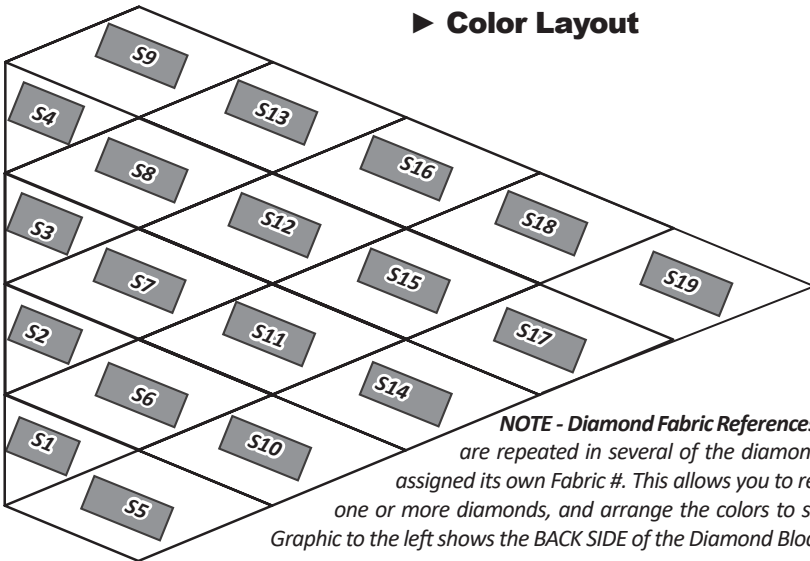 ► Color Layout
S9
S4
S13
S8
S16
S3
S12
S18
S7
S15
S19
S2
S11
S17
S6
S14
S1
S10
S5
NOTE - Diamond Fabric Reference
are repeated in several of the
assigned its own Fabric #. This allows you to
one or more diamonds, and arrange the colors to
Graphic to the left shows the BACK SIDE of the Diamond